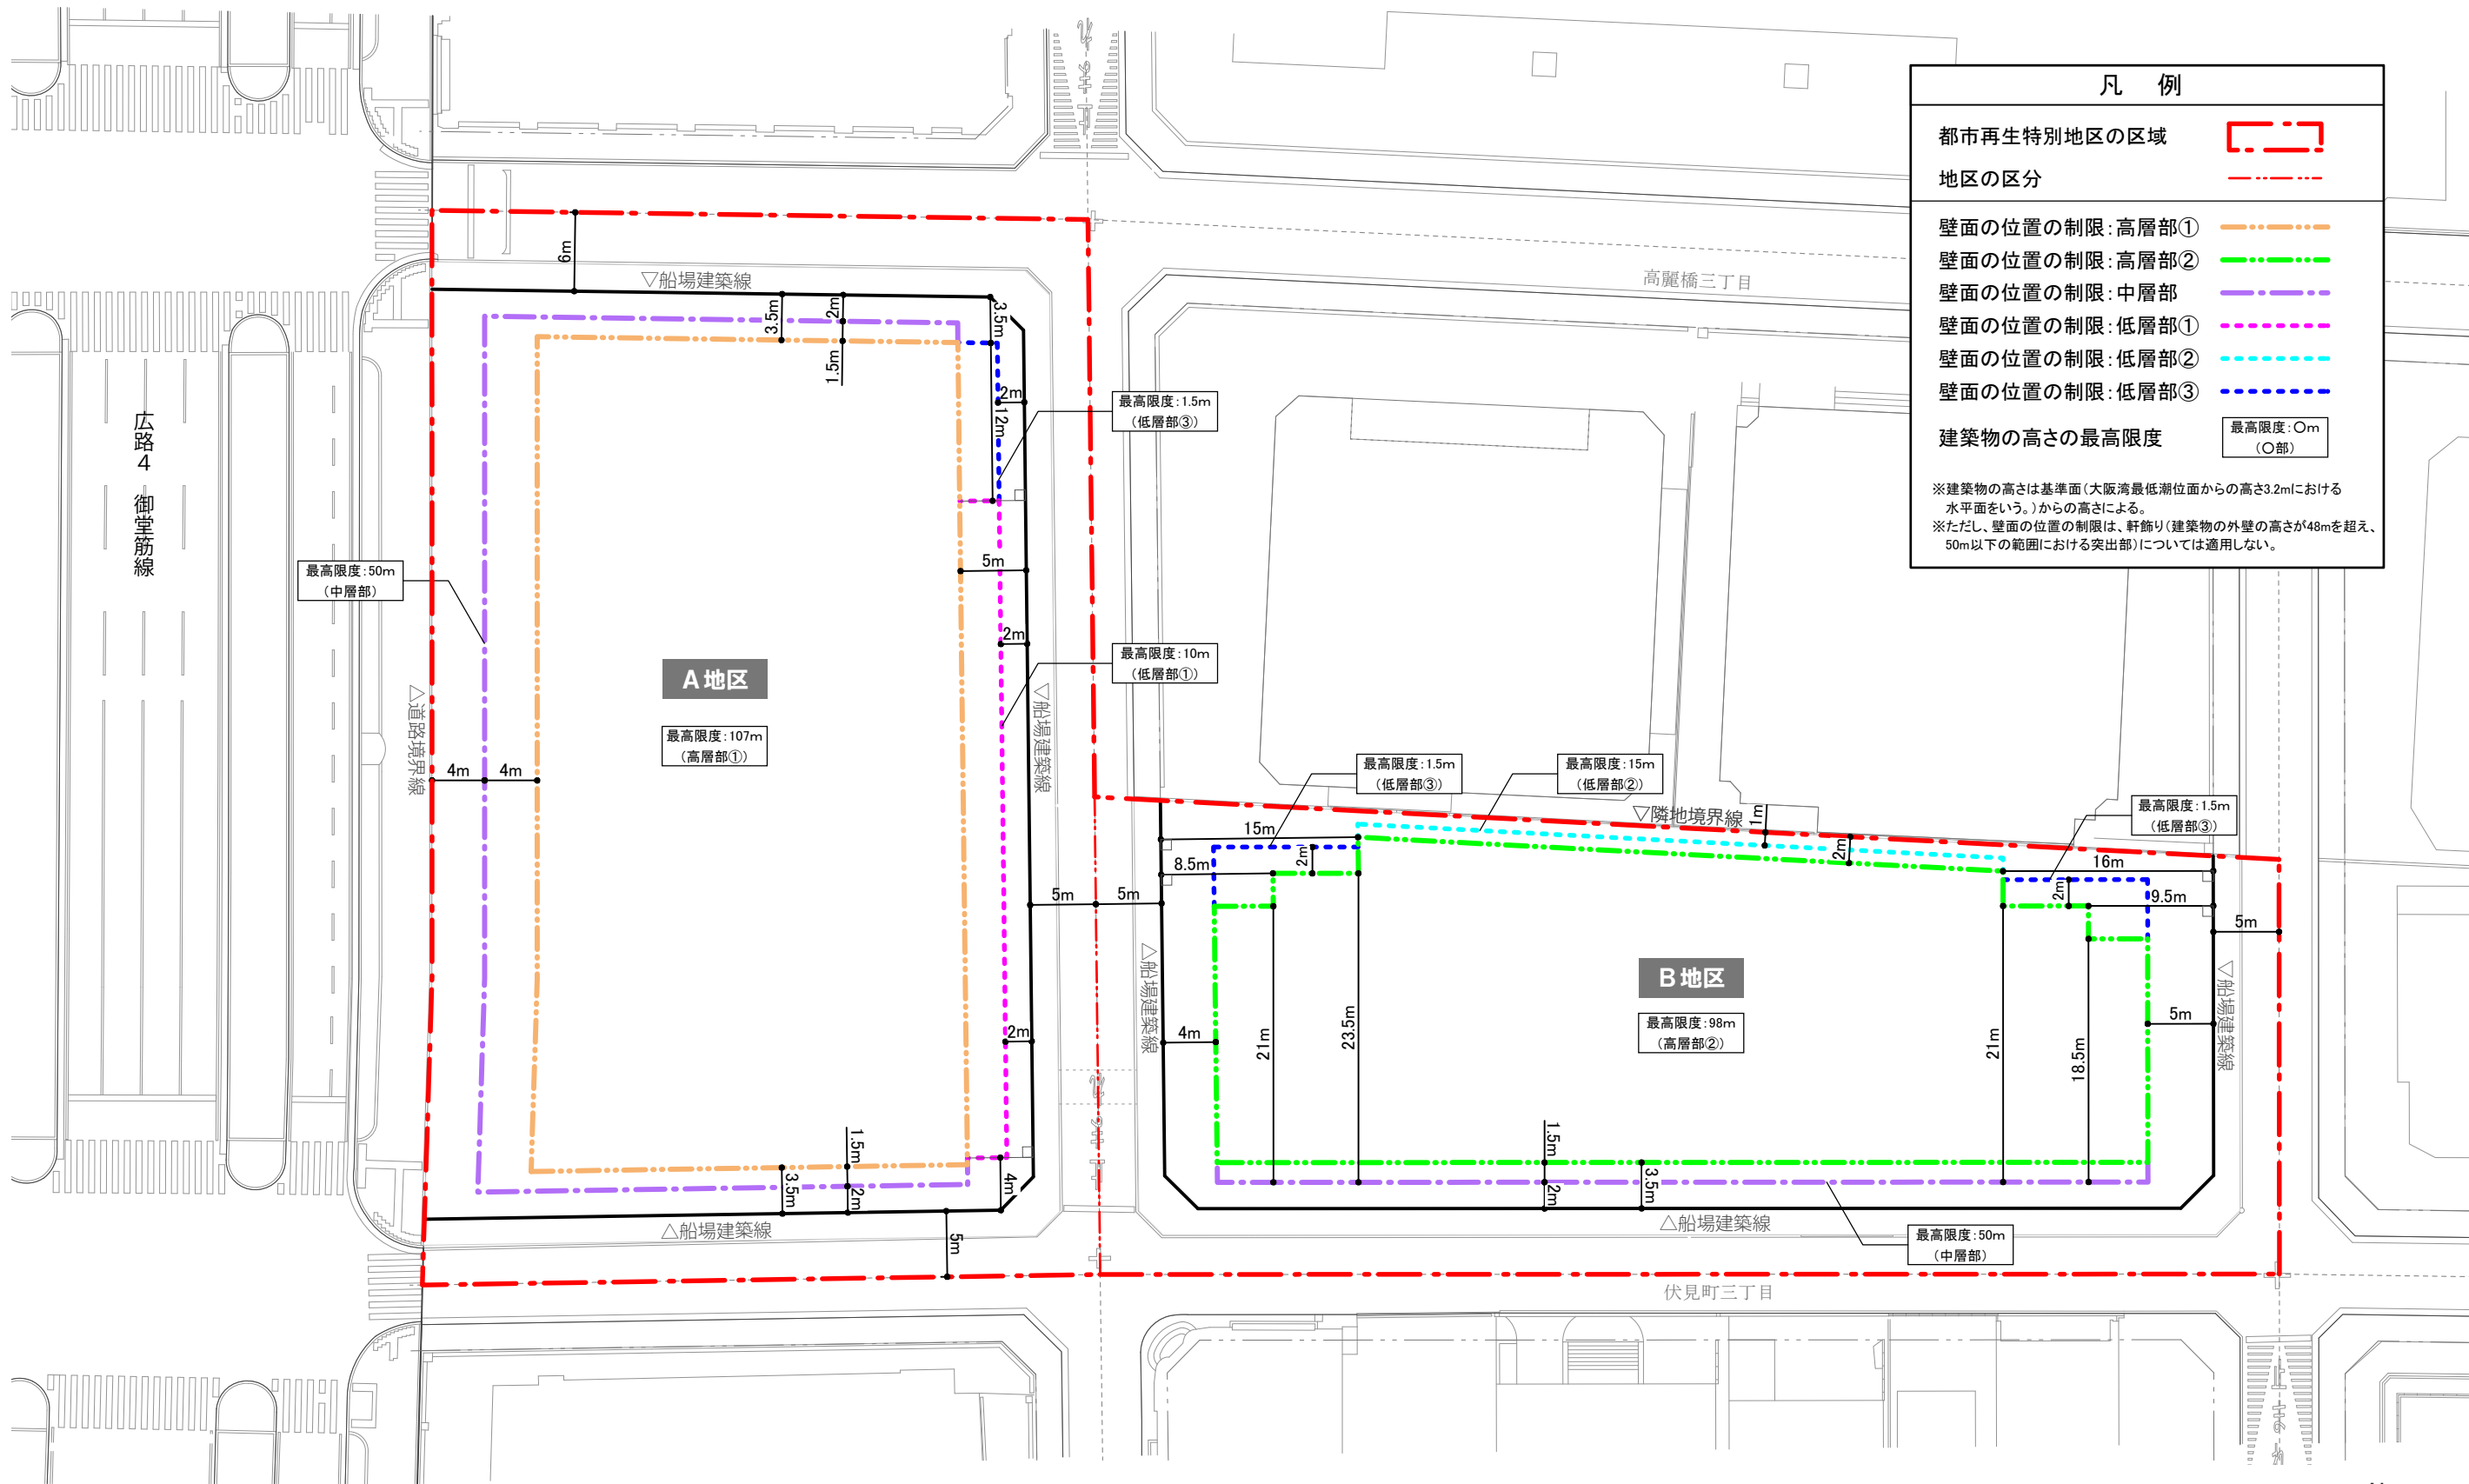 凡 例
都市再生特別地区の区域
地区の区分
壁面の位置の制限:高層部①
壁面の位置の制限:高層部②
壁面の位置の制限:中層部
壁面の位置の制限:低層部①
壁面の位置の制限:低層部②
壁面の位置の制限:低層部③
建築物の高さの最高限度
最高限度:〇m
(〇部)
※建築物の高さは基準面(大阪湾最低潮位面からの高さ3.2mにおける
水平面をいう。)からの高さによる。
※ただし、壁面の位置の制限は、軒飾り(建築物の外壁の高さが48mを超え、
50m以下の範囲における突出部)については適用しない。
6m
▽船場建築線
3.5m
2m
1.5m
3.5m
2m
12m
高麗橋三丁目
最高限度:1.5m
(低層部③)
広路4 御堂筋線
最高限度:50m
(中層部)
5m
2m
最高限度:10m
(低層部①)
A地区
最高限度:107m
(高層部①)
▽道路境界線
▽船場建築線
4m
4m
最高限度:1.5m
(低層部③)
最高限度:15m
(低層部②)
▽隣地境界線
1m
最高限度:1.5m
(低層部③)
15m
2m
2m
8.5m
16m
2m
9.5m
5m
5m
5m
△船場建築線
B地区
最高限度:98m
(高層部②)
▽船場建築線
4m
21m
23.5m
21m
18.5m
5m
2m
1.5m
3.5m
2m
4m
1.5m
3.5m
2m
△船場建築線
5m
△船場建築線
最高限度:50m
(中層部)
伏見町三丁目